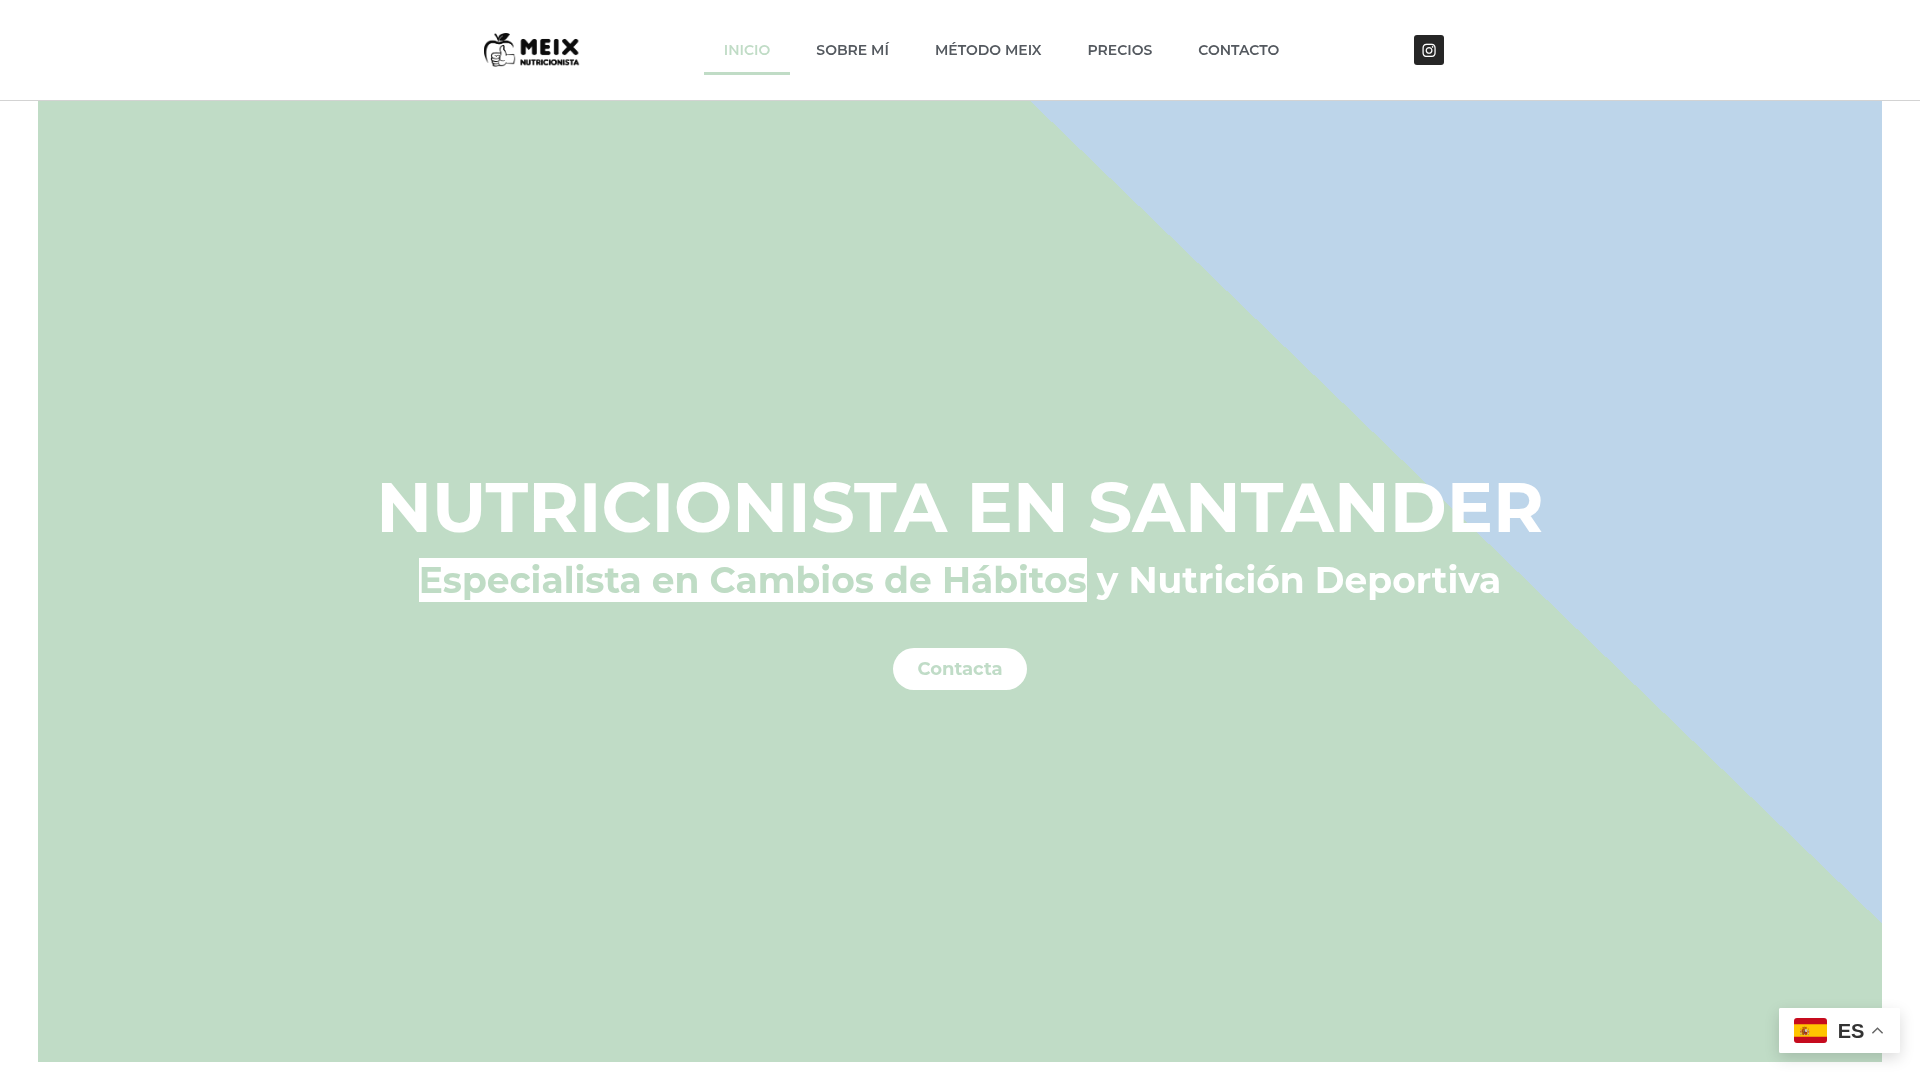 MEIX
NUTRICIONISTA
INICIO
SOBRE MÍ
MÉTODO MEIX
PRECIOS
CONTACTO
NUTRICIONISTA EN SANTANDER
Especialista en Cambios de Hábitos y Nutrición Deportiva
Contacta
ES